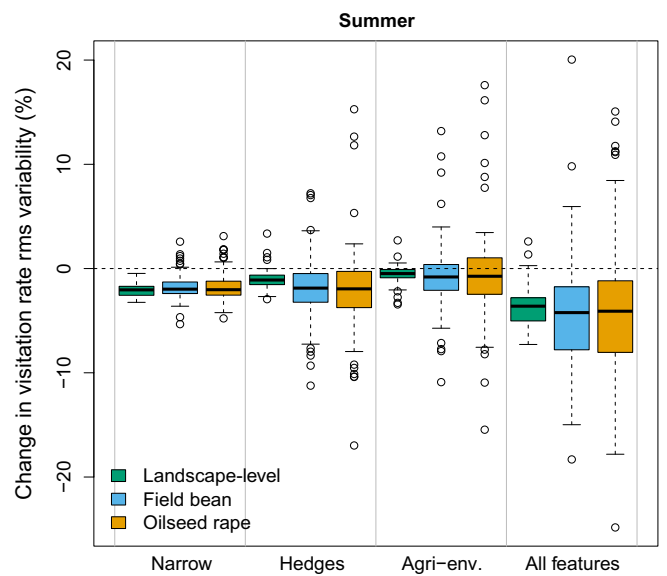 Summer
Change in visitation rate rms variability (%)
20
10
0
−10
−20
Landscape−level
Field bean
Oilseed rape
Narrow Hedges Agri−env. All features